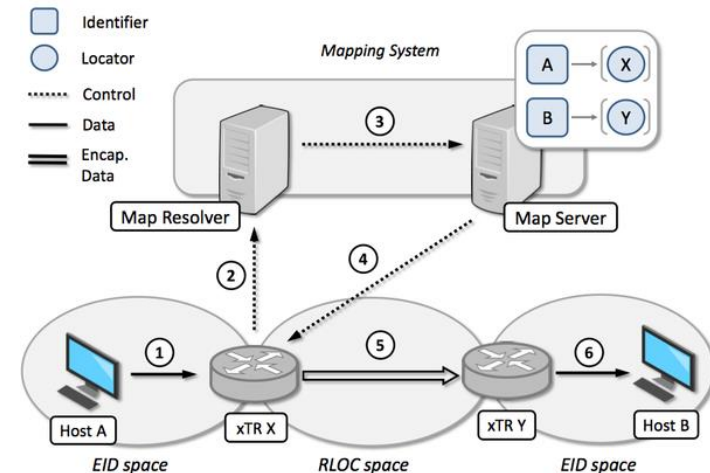 Identifier
Locator
Control
Data
Encap.
Data
Mapping System
A
X
B
Y
3
Map Resolver
Map Server
2
4
1
5
6
Host A
xTR X
xTR Y
Host B
EID space
RLOC space
EID space